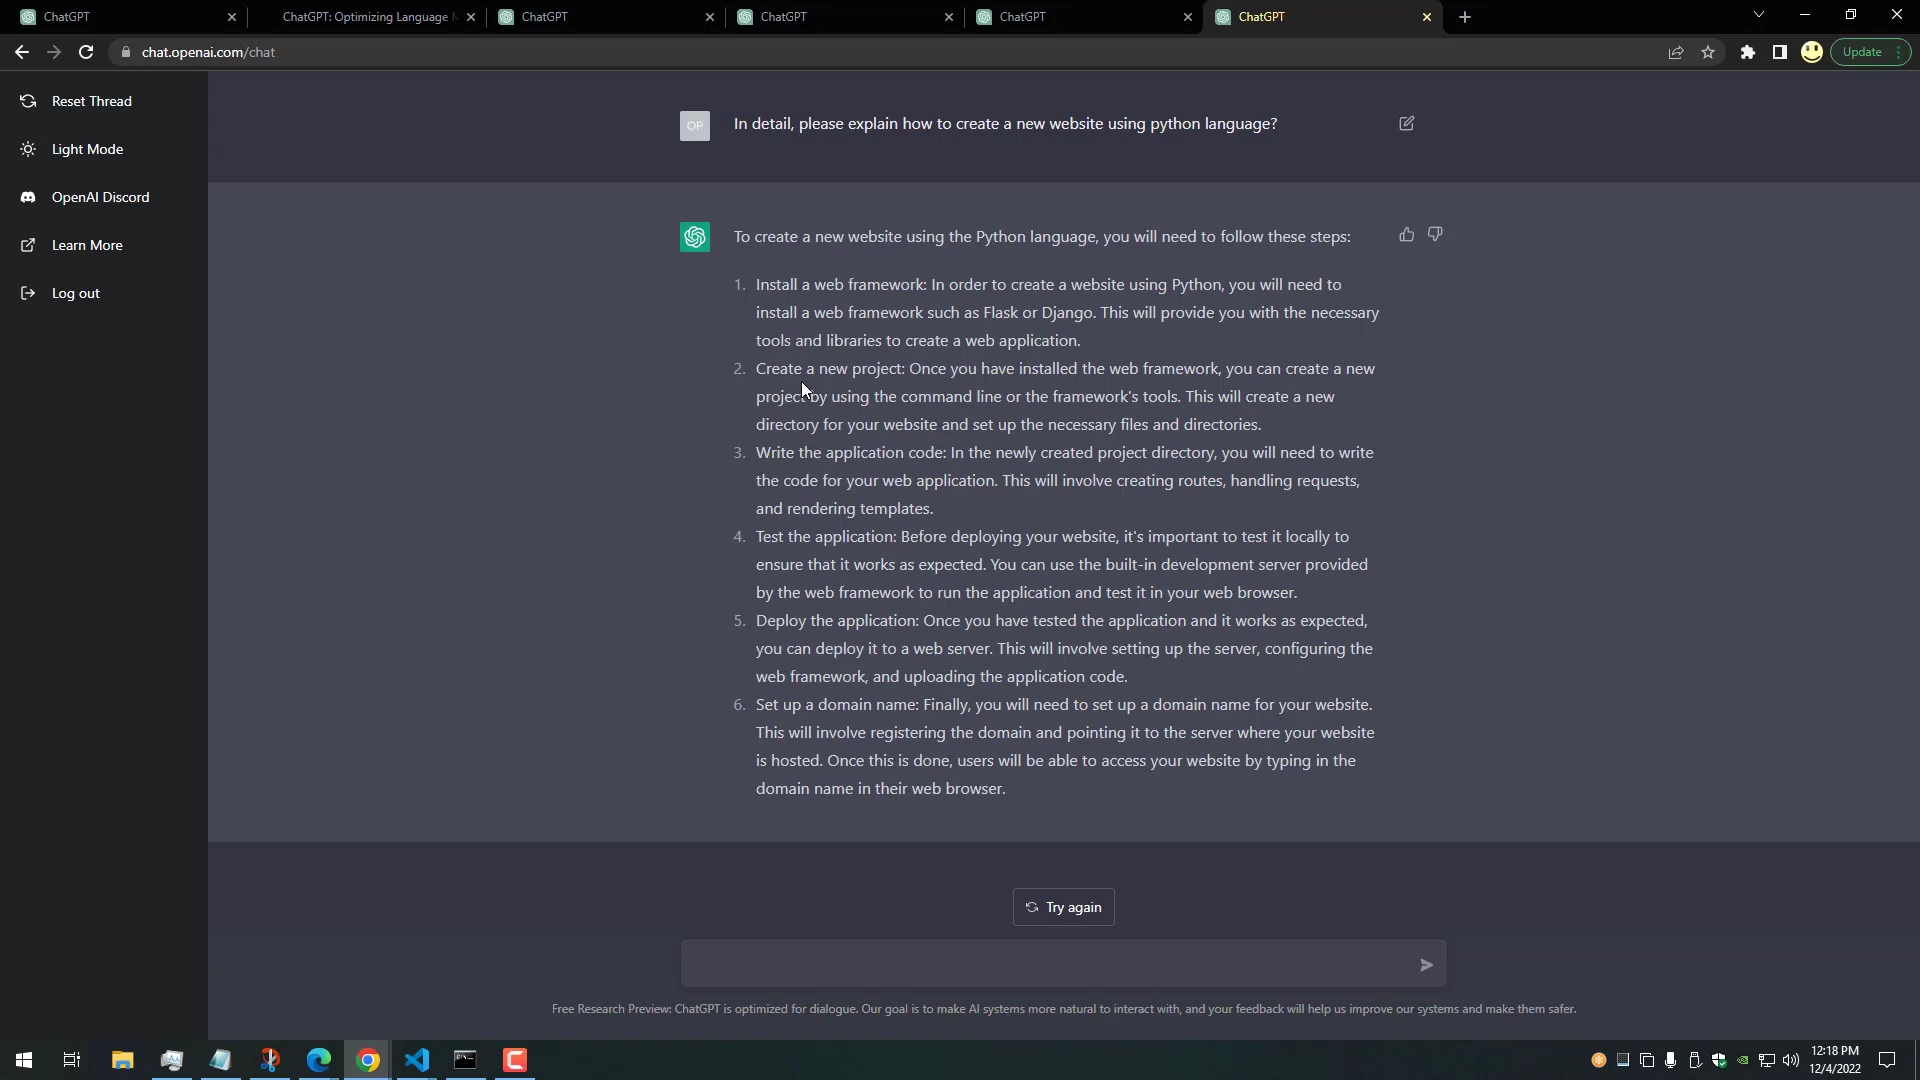 ChatGPT
ChatGPT: Optimizing Language
ChatGPT
ChatGPT
ChatGPT
ChatGPT
chat.openai.com/chat
Update
Reset Thread
Light Mode
OpenAI Discord
Learn More
Log out
OP
In detail, please explain how to create a new website using python language?
To create a new website using the Python language, you will need to follow these steps:
1. Install a web framework: In order to create a website using Python, you will need to
install a web framework such as Flask or Django. This will provide you with the necessary
tools and libraries to create a web application.
2. Create a new project: Once you have installed the web framework, you can create a new
project by using the command line or the framework's tools. This will create a new
directory for your website and set up the necessary files and directories.
3. Write the application code: In the newly created project directory, you will need to write
the code for your web application. This will involve creating routes, handling requests,
and rendering templates.
4. Test the application: Before deploying your website, it's important to test it locally to
ensure that it works as expected. You can use the built-in development server provided
by the web framework to run the application and test it in your web browser.
5. Deploy the application: Once you have tested the application and it works as expected,
you can deploy it to a web server. This will involve setting up the server, configuring the
web framework, and uploading the application code.
6. Set up a domain name: Finally, you will need to set up a domain name for your website.
This will involve registering the domain and pointing it to the server where your website
is hosted. Once this is done, users will be able to access your website by typing in the
domain name in their web browser.
Try again
Free Research Preview: ChatGPT is optimized for dialogue. Our goal is to make AI systems more natural to interact with, and your feedback will help us improve our systems and make them safer.
12:18 PM
12/4/2022